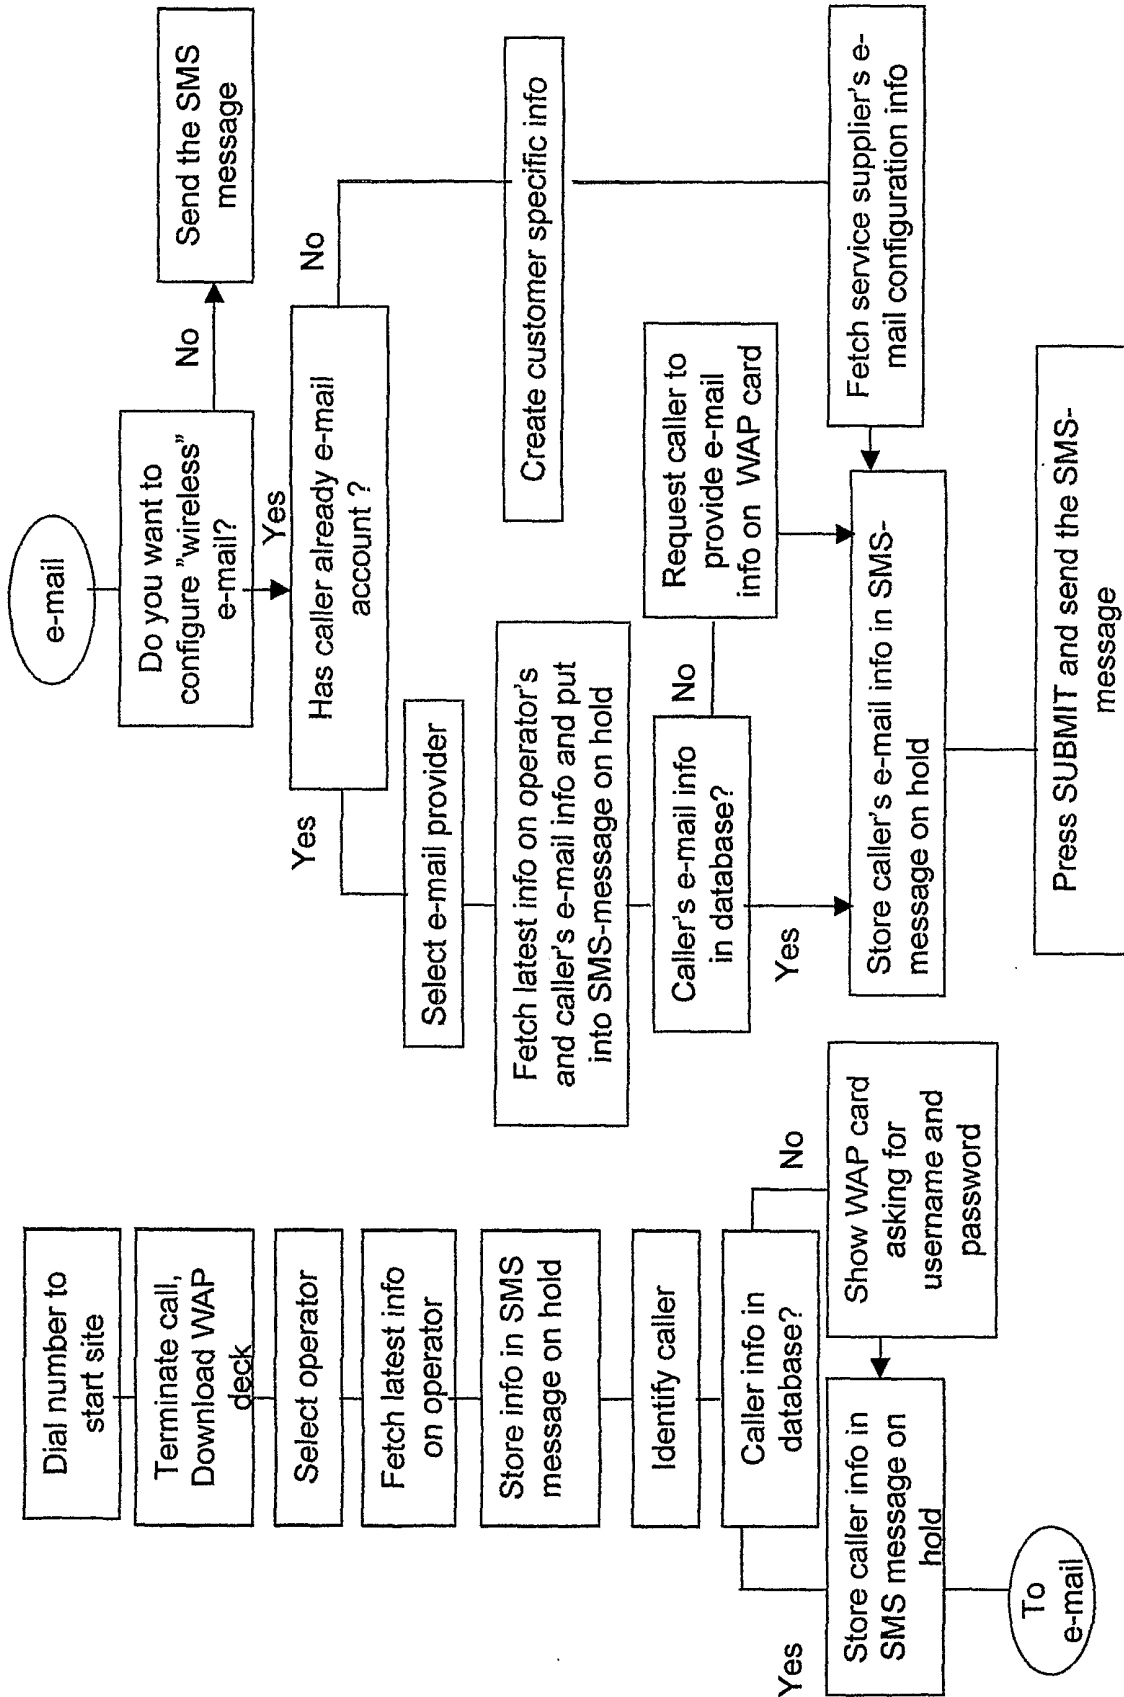 Dial number to
start site
Terminate call,
Download WAP
deck
Select operator
Fetch latest info
on operator
Store info in SMS
message on hold
Identify caller
Caller info in
database?
Yes
No
Show WAP card
asking for
username and
password
Store caller info in
SMS message on
hold
To
e-mail
e-mail
Do you want to
configure "wireless"
e-mail?
No
Send the SMS
message
Yes
Has caller already e-mail
account ?
Yes
No
Select e-mail provider
Create customer specific info
Fetch latest info on operator's
and caller's e-mail info and put
into SMS-message on hold
Caller's e-mail info
in database?
No
Request caller to
provide e-mail
info on WAP card
Yes
Fetch service supplier's e-
mail configuration info
Store caller's e-mail info in SMS-
message on hold
Press SUBMIT and send the SMS-
message